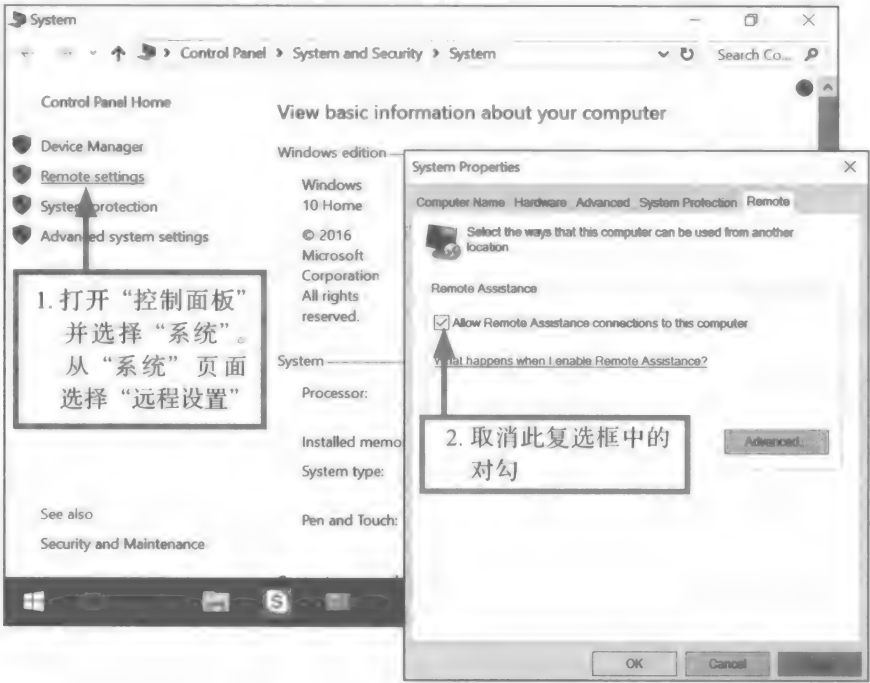 System
Control Panel > System and Security > System
Search Co...
Control Panel Home
Device Manager
Remote settings
System protection
Advanced system settings
See also
Security and Maintenance
View basic information about your computer
Windows edition
Windows
10 Home
© 2016
Microsoft
Corporation
All rights
reserved.
System
Processor:
Installed memo
System type:
Pen and Touch:
1. 打开“控制面板”
并选择“系统”。
从“系统”页面
选择“远程设置”
System Properties
Computer Name Hardware Advanced System Protection Remote
Select the ways that this computer can be used from another
location
Remote Assistance
Allow Remote Assistance connections to this computer
What happens when I enable Remote Assistance?
2. 取消此复选框中的
对勾
Advanced...
OK Cancel